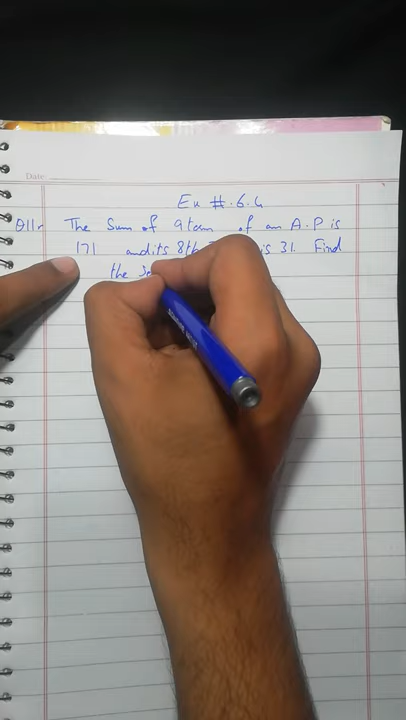 Date:
Ex #.6.4
Q11:- The Sum of 9 term of an A.P is
171 and its 8th is 31. Find
the